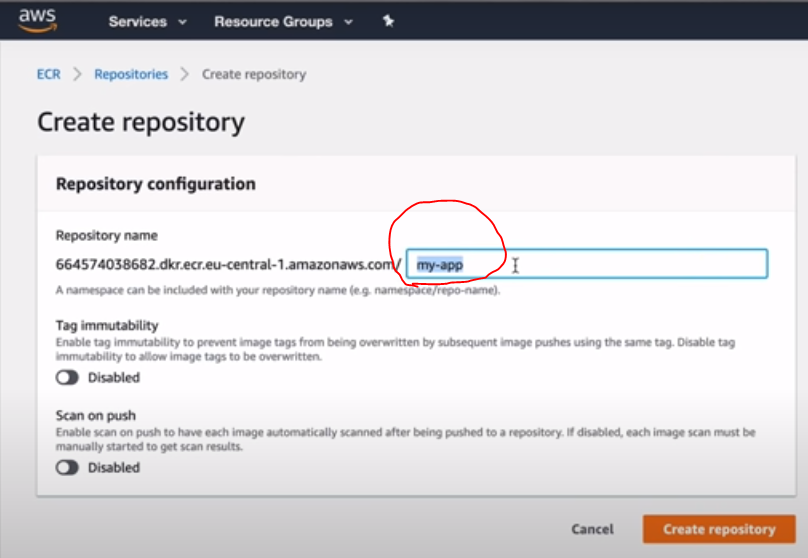 aws Services Resource Groups
ECR > Repositories > Create repository
Create repository
Repository configuration
Repository name
664574038682.dkr.ecr.eu-central-1.amazonaws.com/ my-app
A namespace can be included with your repository name (e.g. namespace/repo-name).
Tag immutability
Enable tag immutability to prevent image tags from being overwritten by subsequent image pushes using the same tag. Disable tag
immutability to allow image tags to be overwritten.
Disabled
Scan on push
Enable scan on push to have each image automatically scanned after being pushed to a repository. If disabled, each image scan must be
manually started to get scan results.
Disabled
Cancel Create repository